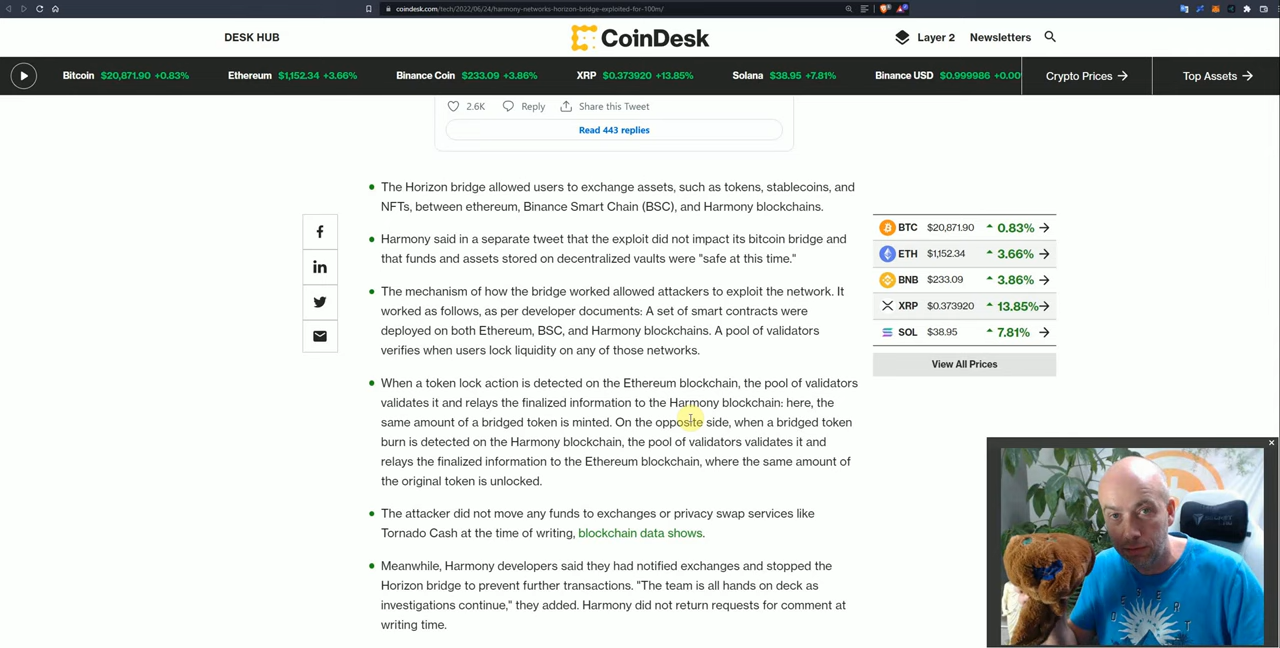 coindesk.com/tech/2022/06/24/harmony-networks-horizon-bridge-exploited-for-100m/
DESK HUB
CoinDesk
Layer 2
Newsletters
Bitcoin $20,871.90 +0.83%
Ethereum $1,152.34 +3.66%
Binance Coin $233.09 +3.86%
XRP $0.373920 +13.85%
Solana $38.95 +7.81%
Binance USD $0.999986 +0.00
Crypto Prices
Top Assets
2.6K
Reply
Share this Tweet
Read 443 replies
The Horizon bridge allowed users to exchange assets, such as tokens, stablecoins, and
NFTs, between ethereum, Binance Smart Chain (BSC), and Harmony blockchains.
Harmony said in a separate tweet that the exploit did not impact its bitcoin bridge and
that funds and assets stored on decentralized vaults were "safe at this time."
The mechanism of how the bridge worked allowed attackers to exploit the network. It
worked as follows, as per developer documents: A set of smart contracts were
deployed on both Ethereum, BSC, and Harmony blockchains. A pool of validators
verifies when users lock liquidity on any of those networks.
When a token lock action is detected on the Ethereum blockchain, the pool of validators
validates it and relays the finalized information to the Harmony blockchain: here, the
same amount of a bridged token is minted. On the opposite side, when a bridged token
burn is detected on the Harmony blockchain, the pool of validators validates it and
relays the finalized information to the Ethereum blockchain, where the same amount of
the original token is unlocked.
The attacker did not move any funds to exchanges or privacy swap services like
Tornado Cash at the time of writing, blockchain data shows.
Meanwhile, Harmony developers said they had notified exchanges and stopped the
Horizon bridge to prevent further transactions. "The team is all hands on deck as
investigations continue," they added. Harmony did not return requests for comment at
writing time.
BTC $20,871.90 0.83%
ETH $1,152.34 3.66%
BNB $233.09 3.86%
XRP $0.373920 13.85%
SOL $38.95 7.81%
View All Prices